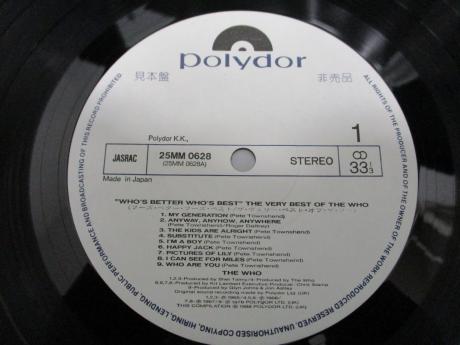 polydor
見本盤
非売品
Polydor K.K.,
1
JASRAC
25MM 0628
(25MM 0628A)
STEREO
33 1/3
Made in Japan
"WHO'S BETTER WHO'S BEST" THE VERY BEST OF THE WHO
1. MY GENERATION (Pete Townshend)
2. ANYWAY, ANYHOW, ANYWHERE
(Pete Townshend/Roger Daltrey)
3. THE KIDS ARE ALRIGHT (Pete Townshend)
4. SUBSTITUTE (Pete Townshend)
5. I'M A BOY (Pete Townshend)
6. HAPPY JACK (Pete Townshend)
7. PICTURES OF LILY (Pete Townshend)
8. I CAN SEE FOR MILES (Pete Townshend)
9. WHO ARE YOU (Pete Townshend)
THE WHO
ALL RIGHTS OF THE PRODUCER AND OF THE OWNER OF THE WORK REPRODUCED RESERVED. UNAUTHORISED COPYING, HIRING, LENDING, PUBLIC PERFORMANCE AND BROADCASTING OF THIS RECORD PROHIBITED.